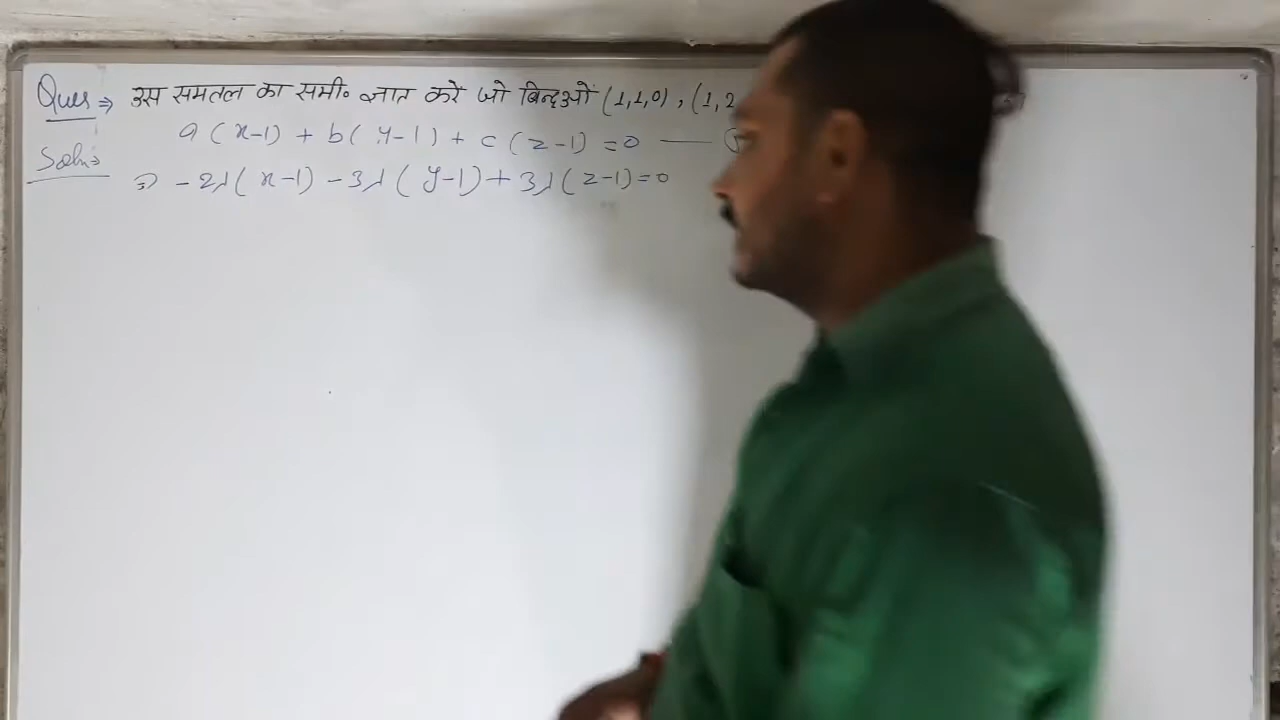 Ques ⇒ उस समतल का समी० ज्ञात करे जो बिन्दुओं (1,1,0), (1,2
Soln ⇒ a(x-1) + b(y-1) + c(z-1) = 0 —
⇒ -2λ(x-1) - 3λ(y-1) + 3λ(z-1) = 0